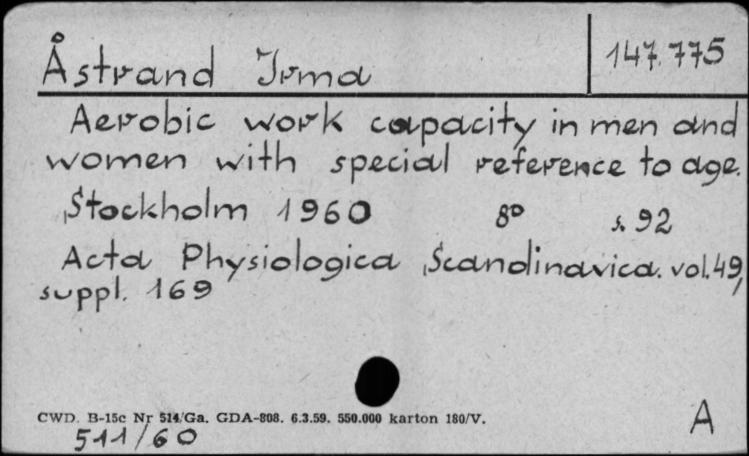 Åstrand Irma
147.775
Aerobic work capacity in men and
women with special reference to age.
Stockholm 1960 8° s. 92
Acta Physiologica Scandinavica. vol. 49,
suppl. 169
CWD. B-15c Nr 514/Ga. GDA-808. 6.3.59. 550.000 karton 180/V.
511/60
A